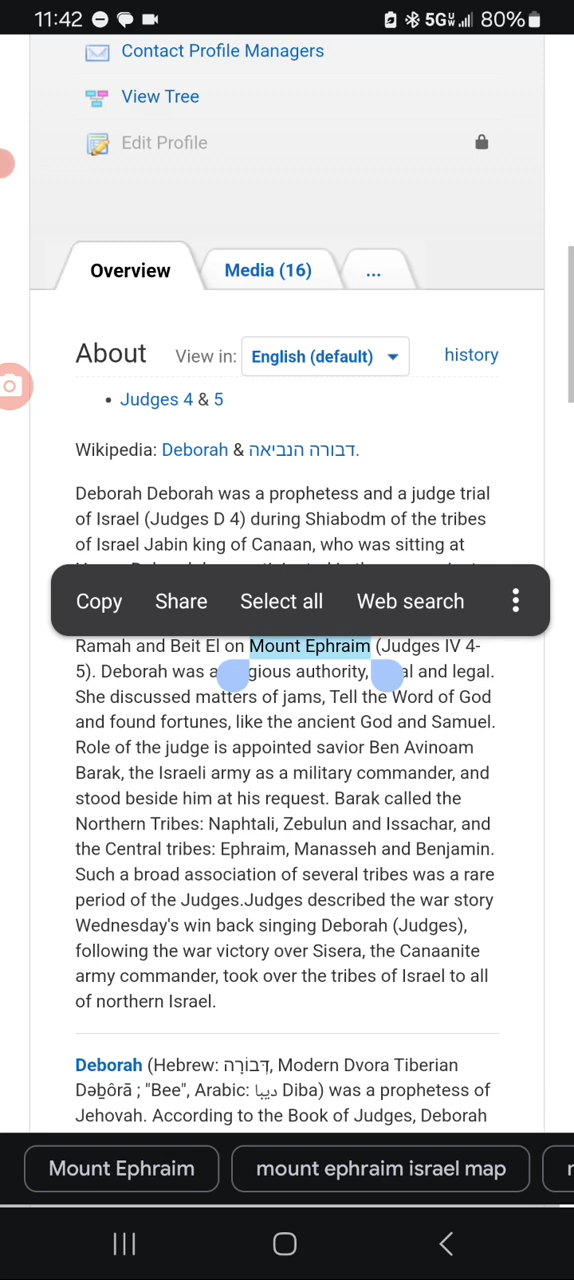 11:42 5G 80%
Contact Profile Managers
View Tree
Edit Profile
Overview Media (16) ...
About View in: English (default) history
• Judges 4 & 5
Wikipedia: Deborah & דבורה הנביאה.
Deborah Deborah was a prophetess and a judge trial
of Israel (Judges D 4) during Shiabodm of the tribes
of Israel Jabin king of Canaan, who was sitting at
Copy Share Select all Web search
Ramah and Beit El on Mount Ephraim (Judges IV 4-
5). Deborah was a gious authority, al and legal.
She discussed matters of jams, Tell the Word of God
and found fortunes, like the ancient God and Samuel.
Role of the judge is appointed savior Ben Avinoam
Barak, the Israeli army as a military commander, and
stood beside him at his request. Barak called the
Northern Tribes: Naphtali, Zebulun and Issachar, and
the Central tribes: Ephraim, Manasseh and Benjamin.
Such a broad association of several tribes was a rare
period of the Judges.Judges described the war story
Wednesday's win back singing Deborah (Judges),
following the war victory over Sisera, the Canaanite
army commander, took over the tribes of Israel to all
of northern Israel.
Deborah (Hebrew: דְּבוֹרָה, Modern Dvora Tiberian
Dəḇôrā ; "Bee", Arabic: دیبا Diba) was a prophetess of
Jehovah. According to the Book of Judges, Deborah
Mount Ephraim mount ephraim israel map